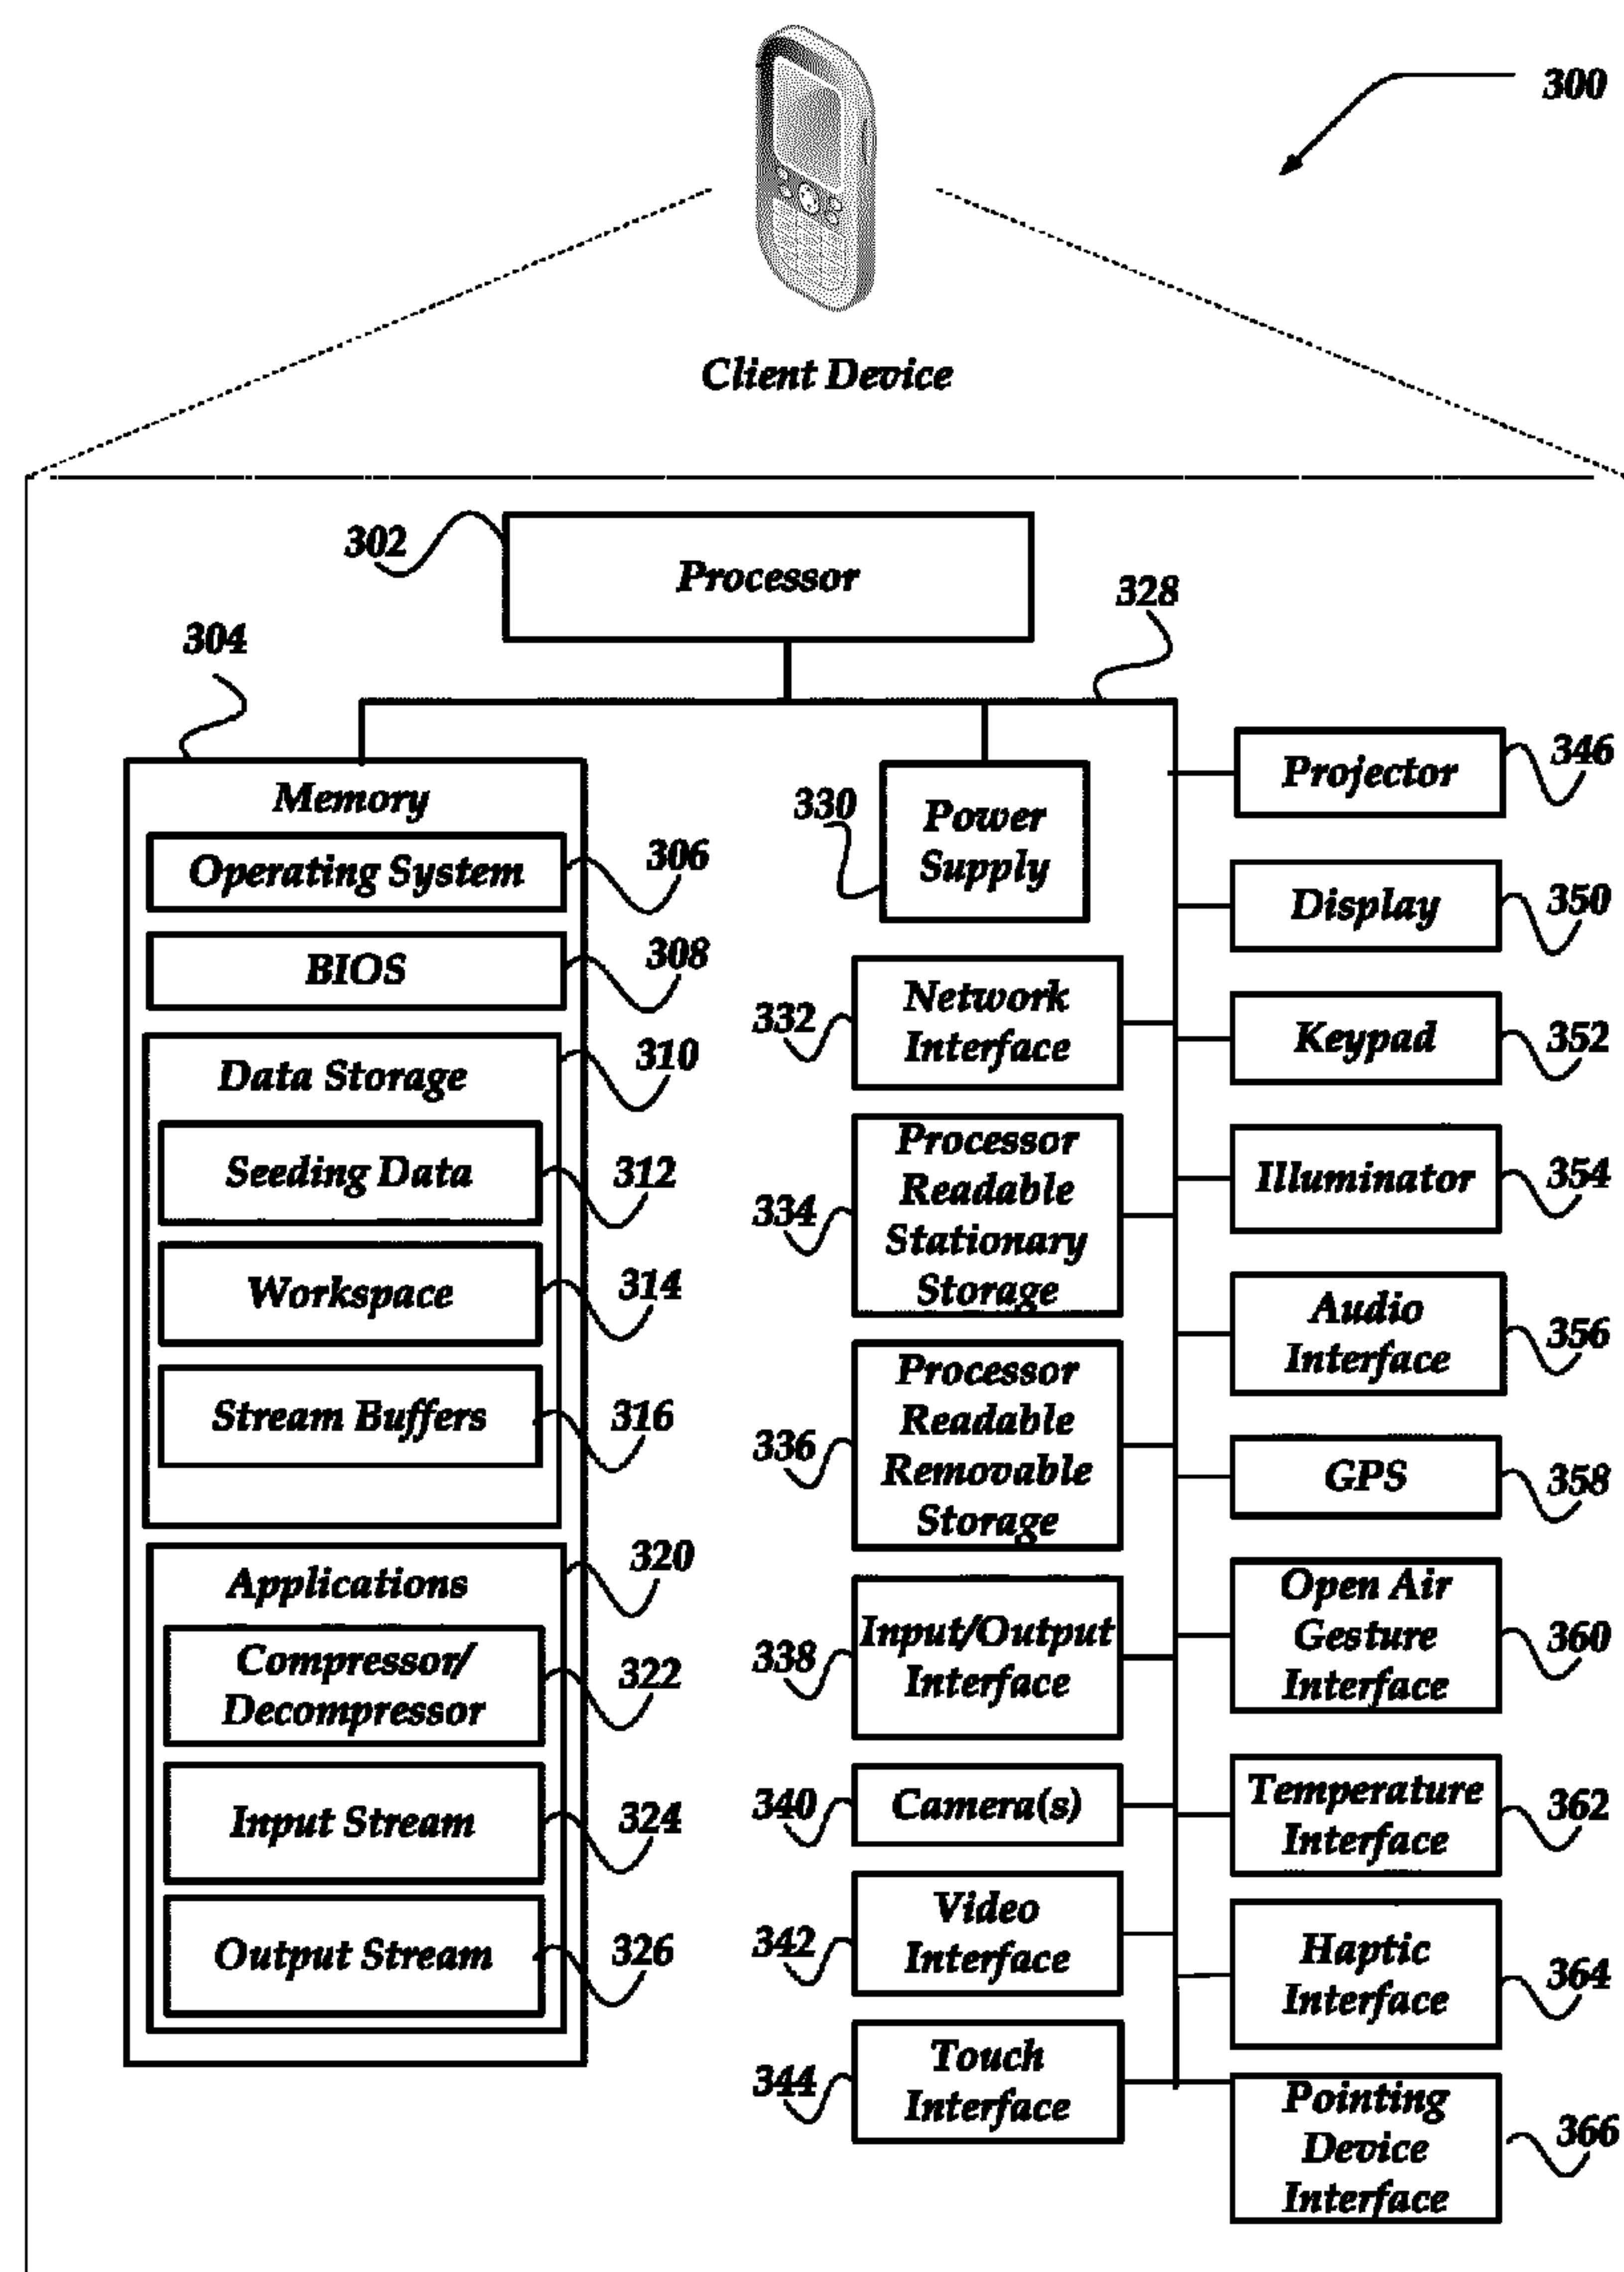 300
Client Device
302
Processor
328
304
Memory
Operating System
306
BIOS
308
Data Storage
310
Seeding Data
312
Workspace
314
Stream Buffers
316
Applications
320
Compressor/
Decompressor
322
Input Stream
324
Output Stream
326
330
Power
Supply
332
Network
Interface
334
Processor
Readable
Stationary
Storage
336
Processor
Readable
Removable
Storage
338
Input/Output
Interface
340
Camera(s)
342
Video
Interface
344
Touch
Interface
Projector
346
Display
350
Keypad
352
Illuminator
354
Audio
Interface
356
GPS
358
Open Air
Gesture
Interface
360
Temperature
Interface
362
Haptic
Interface
364
Pointing
Device
Interface
366